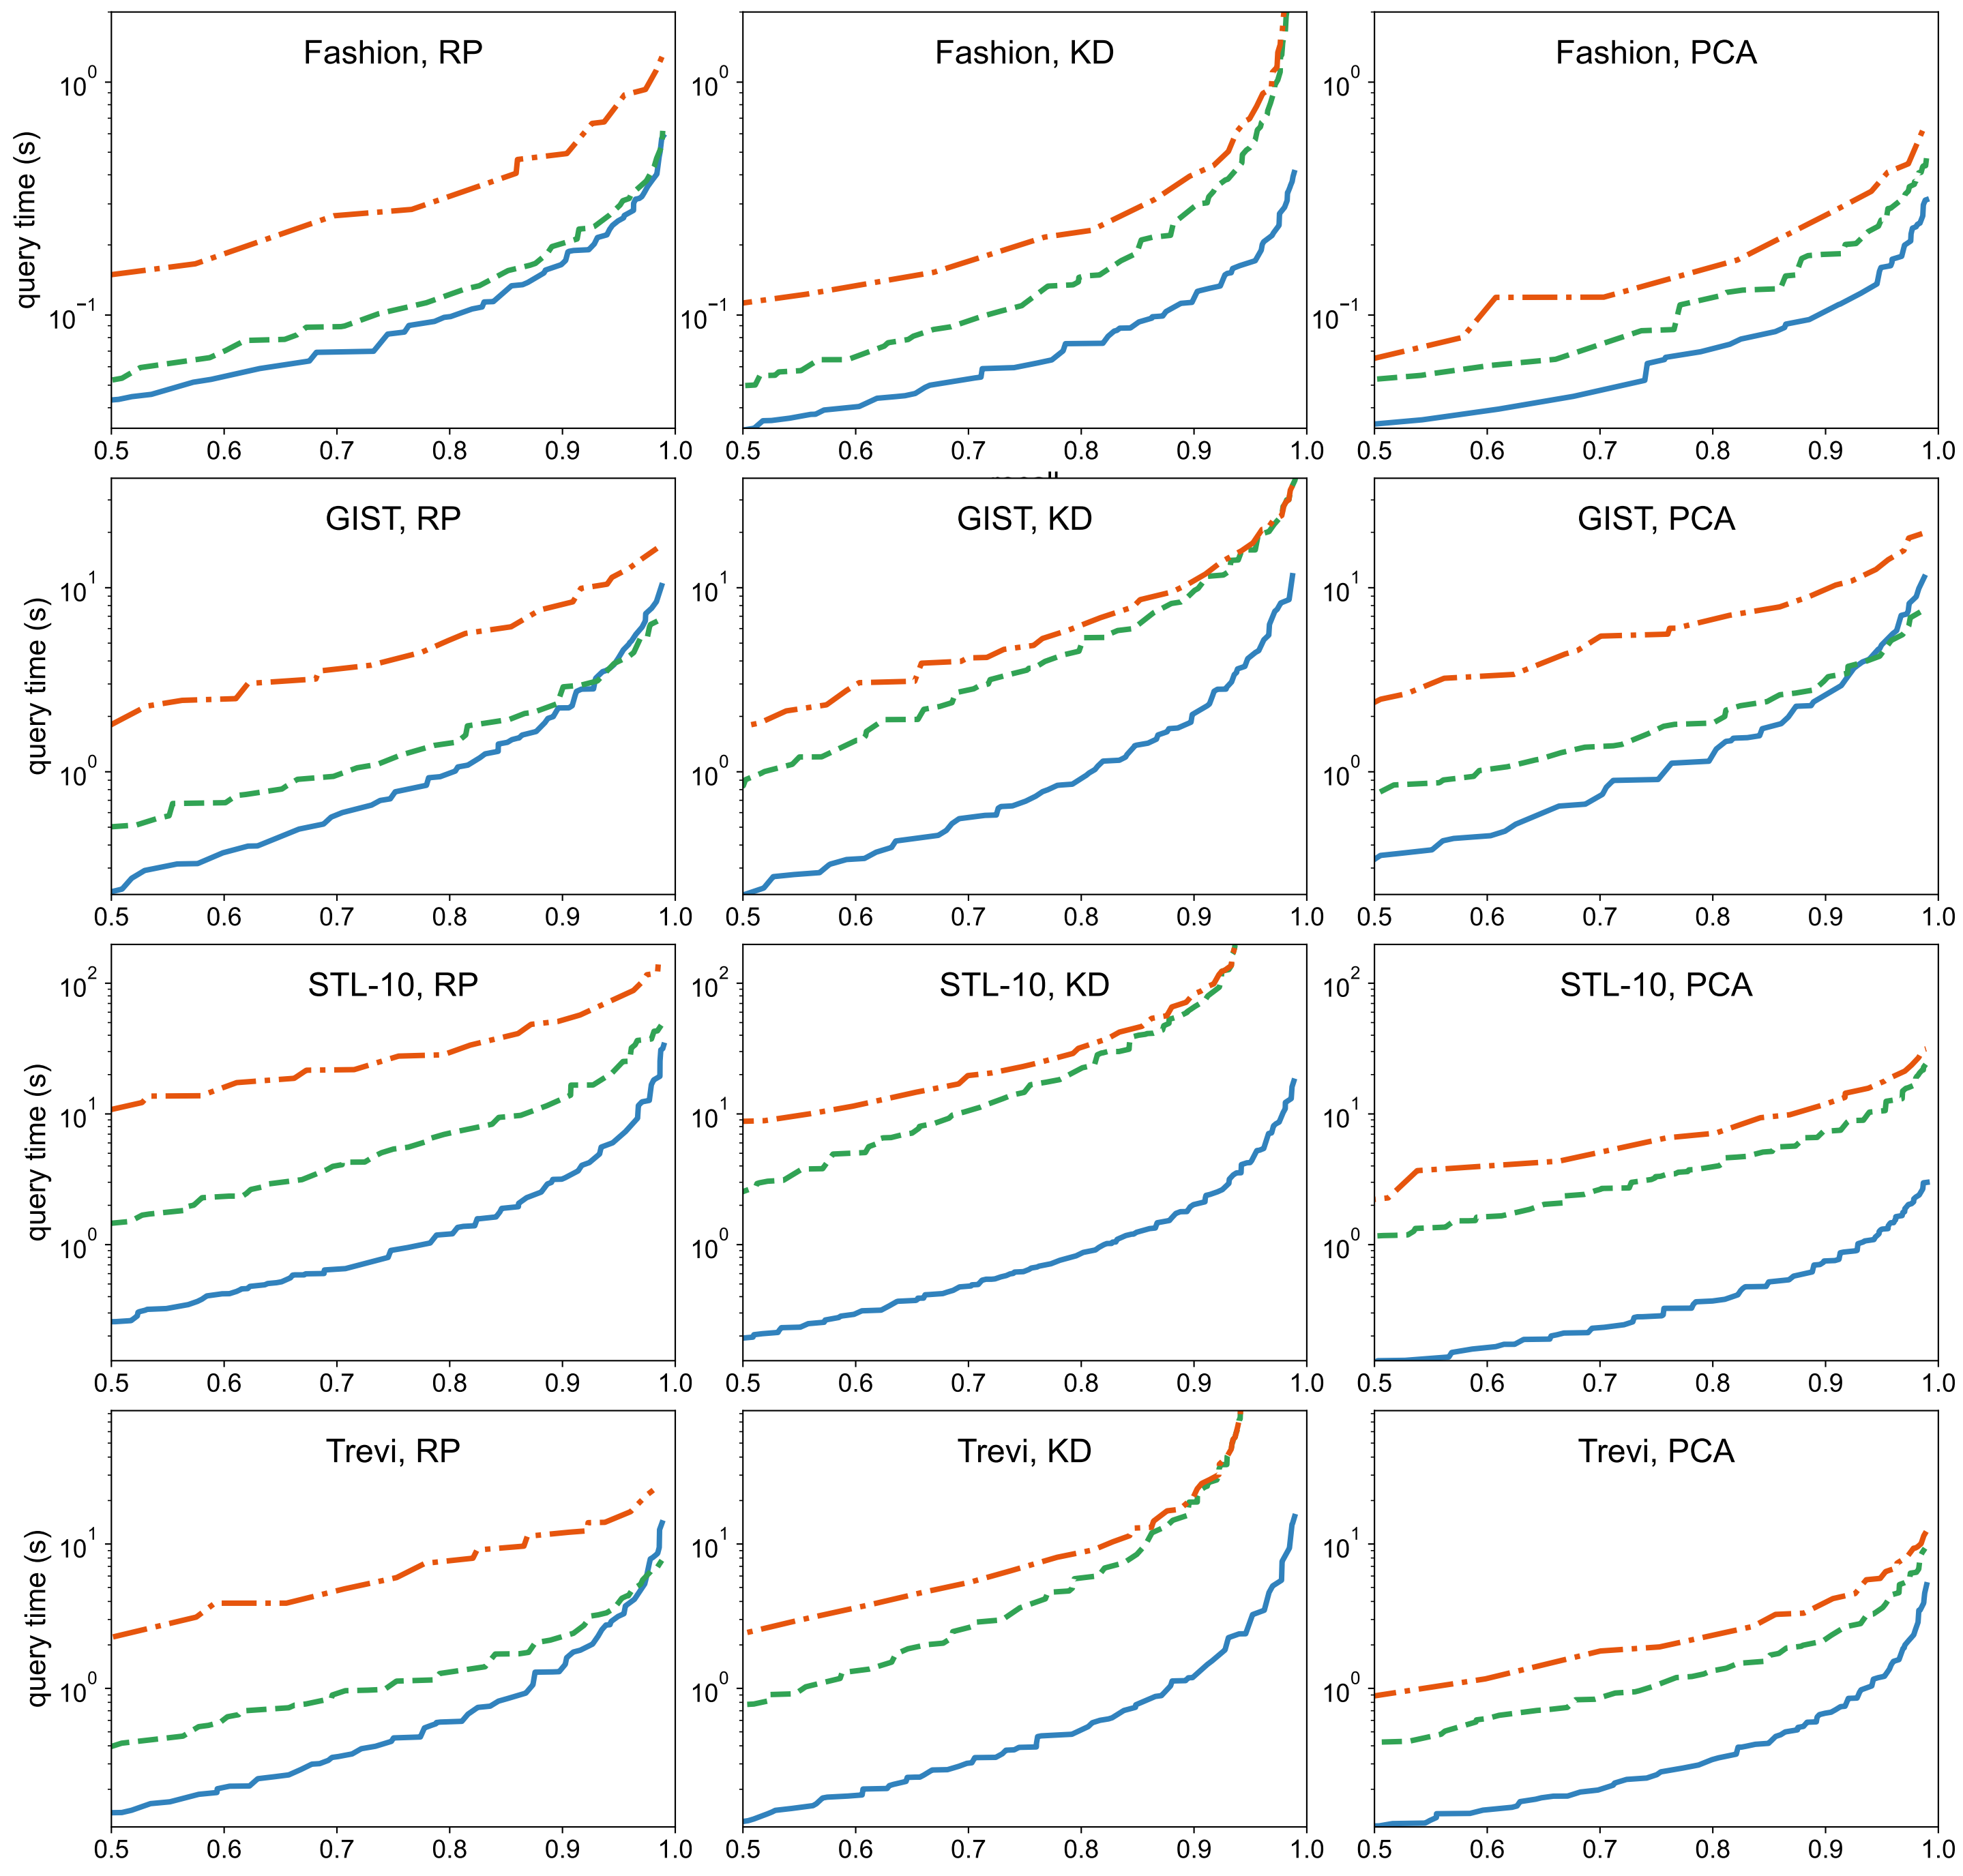 Fashion, RP
Fashion, KD
Fashion, PCA
query time (s)
10^0
10^-1
10^0
10^-1
10^0
10^-1
0.5 0.6 0.7 0.8 0.9 1.0
0.5 0.6 0.7 0.8 0.9 1.0
0.5 0.6 0.7 0.8 0.9 1.0
GIST, RP
GIST, KD
GIST, PCA
query time (s)
10^1
10^0
10^1
10^0
10^1
10^0
0.5 0.6 0.7 0.8 0.9 1.0
0.5 0.6 0.7 0.8 0.9 1.0
0.5 0.6 0.7 0.8 0.9 1.0
STL-10, RP
STL-10, KD
STL-10, PCA
query time (s)
10^2
10^1
10^0
10^2
10^1
10^0
10^2
10^1
10^0
0.5 0.6 0.7 0.8 0.9 1.0
0.5 0.6 0.7 0.8 0.9 1.0
0.5 0.6 0.7 0.8 0.9 1.0
Trevi, RP
Trevi, KD
Trevi, PCA
query time (s)
10^1
10^0
10^1
10^0
10^1
10^0
0.5 0.6 0.7 0.8 0.9 1.0
0.5 0.6 0.7 0.8 0.9 1.0
0.5 0.6 0.7 0.8 0.9 1.0